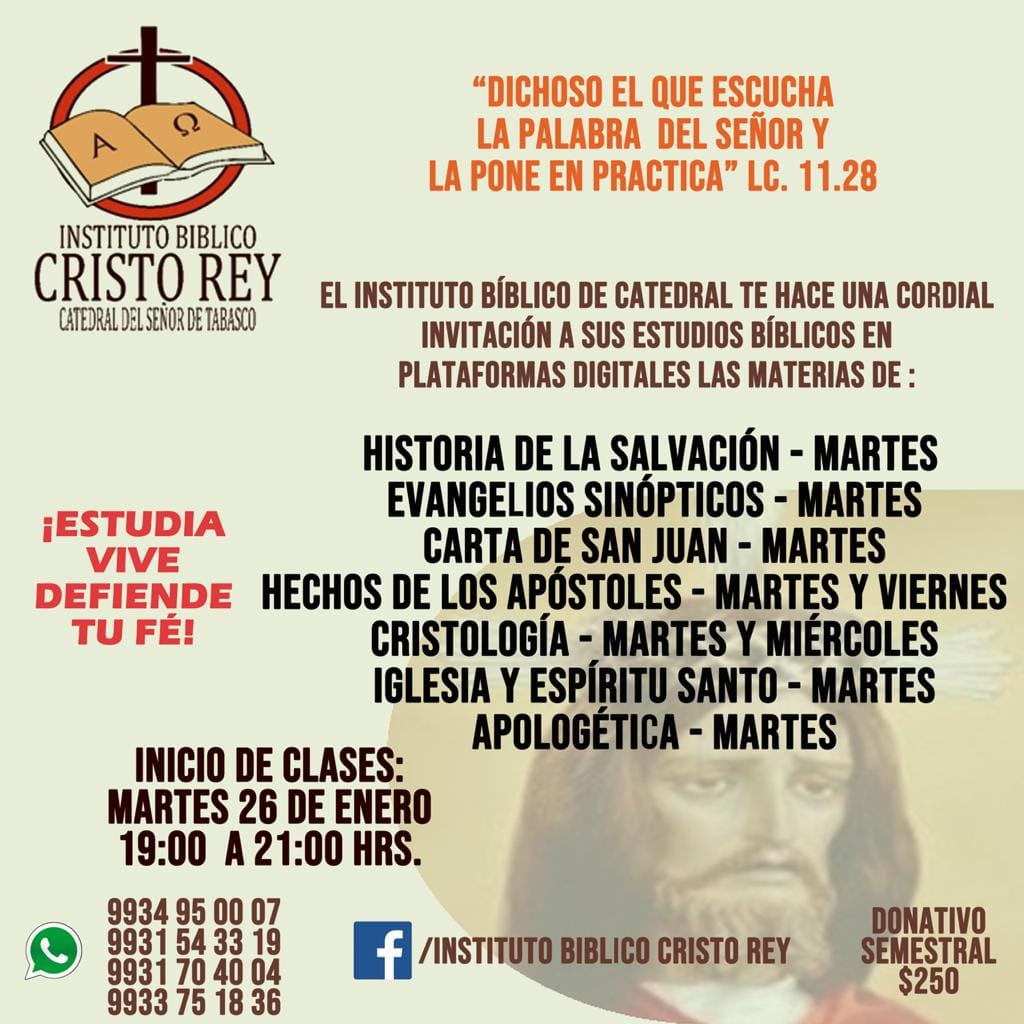 Α Ω
INSTITUTO BIBLICO
CRISTO REY
CATEDRAL DEL SEÑOR DE TABASCO
“DICHOSO EL QUE ESCUCHA
LA PALABRA DEL SEÑOR Y
LA PONE EN PRACTICA” LC. 11.28
EL INSTITUTO BÍBLICO DE CATEDRAL TE HACE UNA CORDIAL
INVITACIÓN A SUS ESTUDIOS BÍBLICOS EN
PLATAFORMAS DIGITALES LAS MATERIAS DE :
HISTORIA DE LA SALVACIÓN - MARTES
EVANGELIOS SINÓPTICOS - MARTES
CARTA DE SAN JUAN - MARTES
HECHOS DE LOS APÓSTOLES - MARTES Y VIERNES
CRISTOLOGÍA - MARTES Y MIÉRCOLES
IGLESIA Y ESPÍRITU SANTO - MARTES
APOLOGÉTICA - MARTES
¡ESTUDIA
VIVE
DEFIENDE
TU FÉ!
INICIO DE CLASES:
MARTES 26 DE ENERO
19:00 A 21:00 HRS.
9934 95 00 07
9931 54 33 19
9931 70 40 04
9933 75 18 36
f /INSTITUTO BIBLICO CRISTO REY
DONATIVO
SEMESTRAL
$250